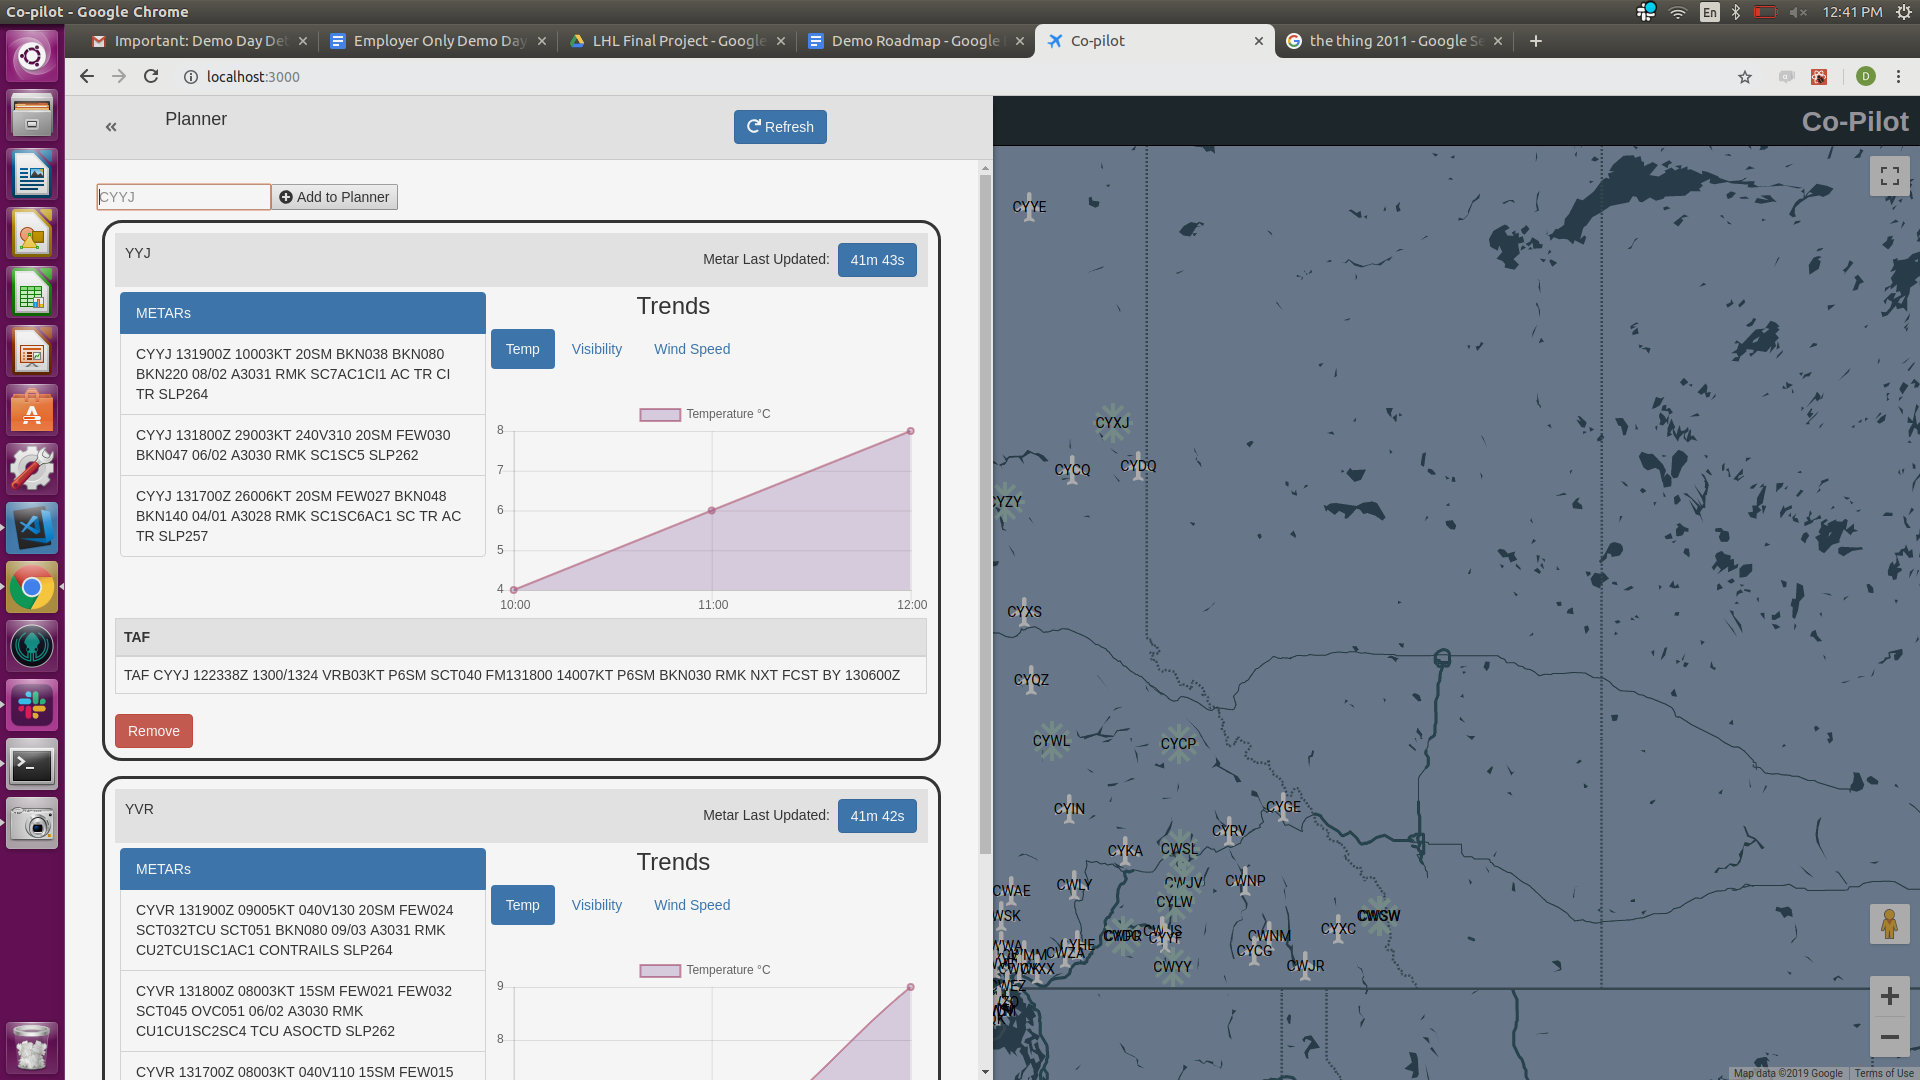 Co-pilot - Google Chrome
En
12:41 PM
Important: Demo Day De
Employer Only Demo Day
LHL Final Project - Google
Demo Roadmap - Google
Co-pilot
the thing 2011 - Google Se
localhost:3000
D
Planner
Refresh
Co-Pilot
CYYJ
Add to Planner
YYJ
Metar Last Updated:
41m 43s
METARs
CYYJ 131900Z 10003KT 20SM BKN038 BKN080
BKN220 08/02 A3031 RMK SC7AC1CI1 AC TR CI
TR SLP264
CYYJ 131800Z 29003KT 240V310 20SM FEW030
BKN047 06/02 A3030 RMK SC1SC5 SLP262
CYYJ 131700Z 26006KT 20SM FEW027 BKN048
BKN140 04/01 A3028 RMK SC1SC6AC1 SC TR AC
TR SLP257
Trends
Temp
Visibility
Wind Speed
Temperature °C
8
7
6
5
4
10:00
11:00
12:00
TAF
TAF CYYJ 122338Z 1300/1324 VRB03KT P6SM SCT040 FM131800 14007KT P6SM BKN030 RMK NXT FCST BY 130600Z
Remove
YVR
Metar Last Updated:
41m 42s
METARs
CYVR 131900Z 09005KT 040V130 20SM FEW024
SCT032TCU SCT051 BKN080 09/03 A3031 RMK
CU2TCU1SC1AC1 CONTRAILS SLP264
CYVR 131800Z 08003KT 15SM FEW021 FEW032
SCT045 OVC051 06/02 A3030 RMK
CU1CU1SC2SC4 TCU ASOCTD SLP262
CYVR 131700Z 08003KT 040V110 15SM FEW015
Trends
Temp
Visibility
Wind Speed
Temperature °C
9
8
CYYE
CYXJ
CYCQ
CYDQ
CYZY
CYXS
CYQZ
CYWL
CYCP
CYIN
CYGE
CYRV
CYKA
CWSL
CWAE
CWLY
CWJV
CWNP
CYLW
WSK
CYXC
CWNM
CYHE
CWZA
CYCG
CWYY
CWJR
Map data ©2019 Google
Terms of Use